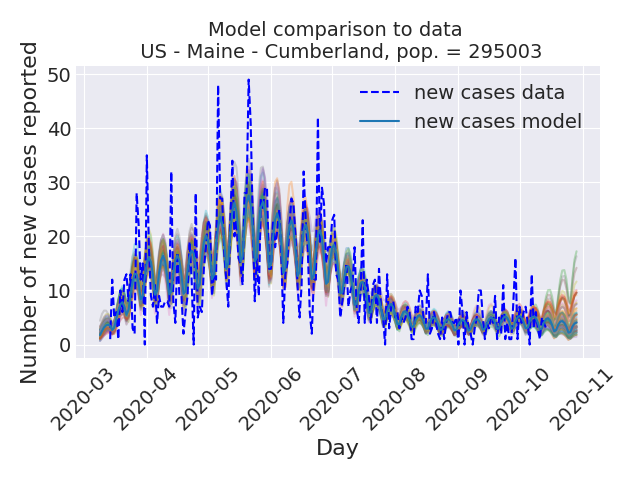 Model comparison to data
US - Maine - Cumberland, pop. = 295003
Number of new cases reported
50
40
30
20
10
0
new cases data
new cases model
2020-03
2020-04
2020-05
2020-06
2020-07
2020-08
2020-09
2020-10
2020-11
Day